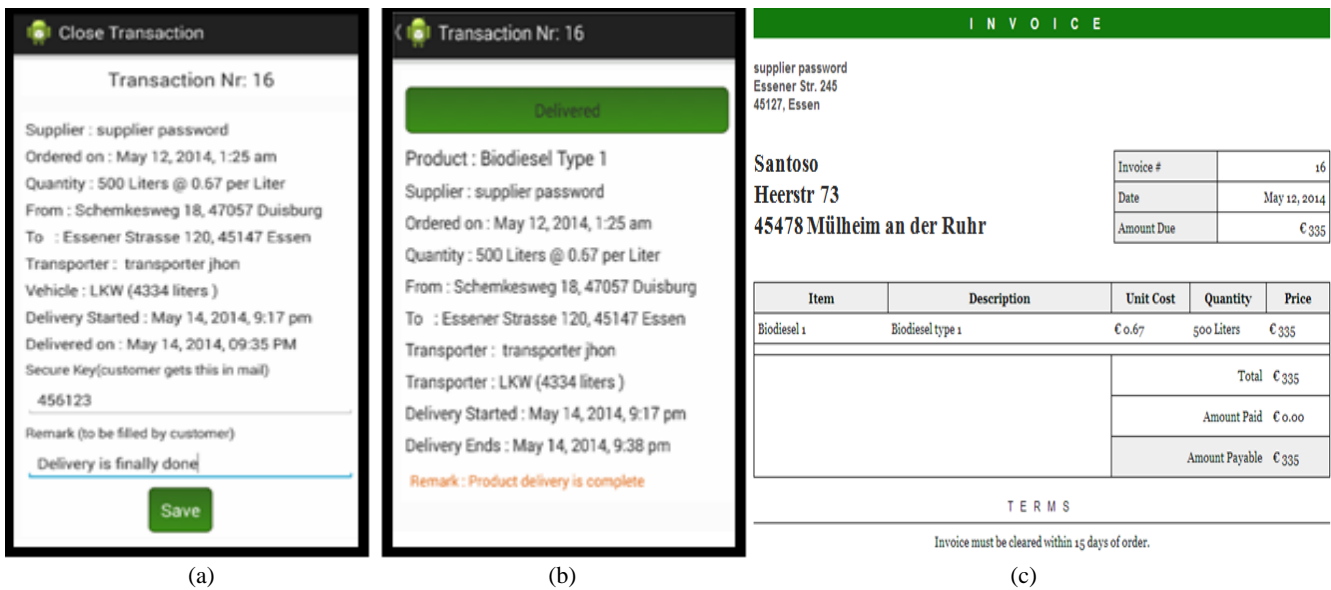 Close Transaction
Transaction Nr: 16
Supplier : supplier password
Ordered on : May 12, 2014, 1:25 am
Quantity : 500 Liters @ 0.67 per Liter
From : Schemkesweg 18, 47057 Duisburg
To : Essener Strasse 120, 45147 Essen
Transporter : transporter jhon
Vehicle : LKW (4334 liters )
Delivery Started : May 14, 2014, 9:17 pm
Delivered on : May 14, 2014, 09:35 PM
Secure Key(customer gets this in mail)
456123
Remark (to be filled by customer)
Delivery is finally done
Save
(a)
Transaction Nr: 16
Delivered
Product : Biodiesel Type 1
Supplier : supplier password
Ordered on : May 12, 2014, 1:25 am
Quantity : 500 Liters @ 0.67 per Liter
From : Schemkesweg 18, 47057 Duisburg
To : Essener Strasse 120, 45147 Essen
Transporter : transporter jhon
Transporter : LKW (4334 liters )
Delivery Started : May 14, 2014, 9:17 pm
Delivery Ends : May 14, 2014, 9:38 pm
Remark : Product delivery is complete
(b)
INVOICE
supplier password
Essener Str. 245
45127, Essen
Santoso
Heerstr 73
45478 Mülheim an der Ruhr
Invoice # 16
Date May 12, 2014
Amount Due € 335
Item Description Unit Cost Quantity Price
Biodiesel 1 Biodiesel type 1 € 0.67 500 Liters € 335
Total € 335
Amount Paid € 0.00
Amount Payable € 335
TERMS
Invoice must be cleared within 15 days of order.
(c)